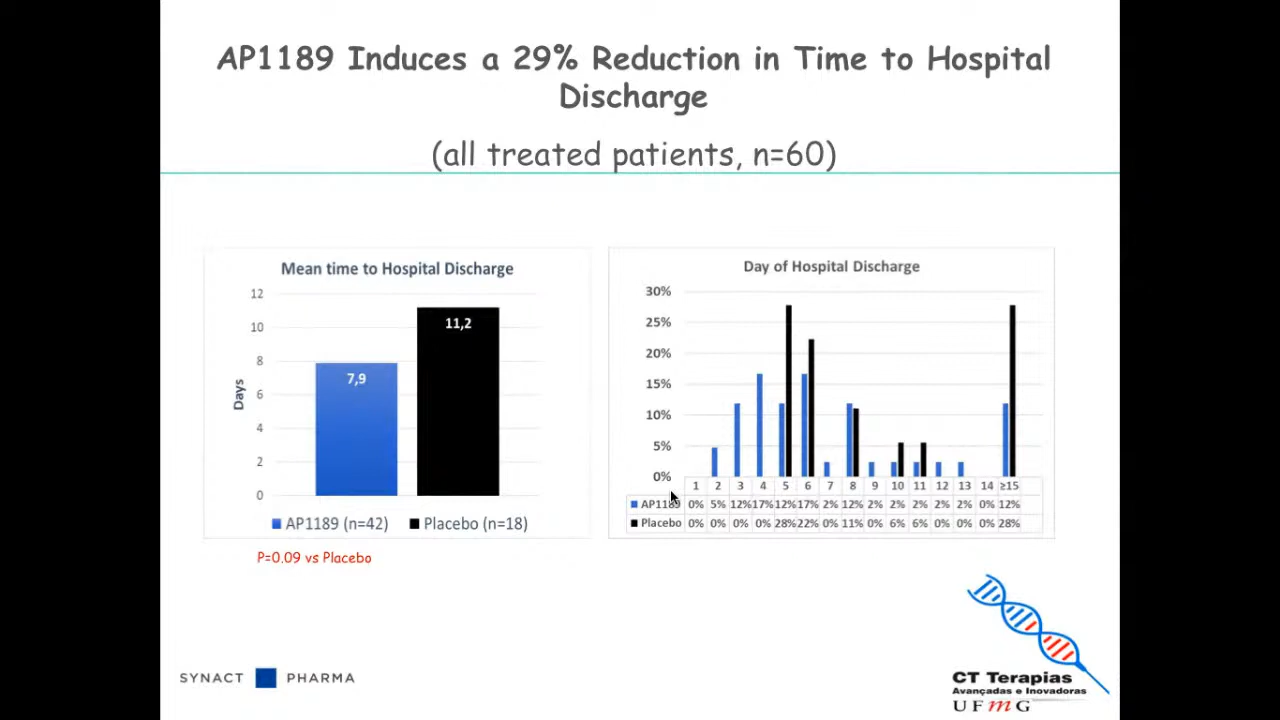 AP1189 Induces a 29% Reduction in Time to Hospital
Discharge
(all treated patients, n=60)
Mean time to Hospital Discharge
12
10
8
6
4
2
0
Days
7,9
11,2
AP1189 (n=42)
Placebo (n=18)
P=0.09 vs Placebo
Day of Hospital Discharge
30%
25%
20%
15%
10%
5%
0%
1 2 3 4 5 6 7 8 9 10 11 12 13 14 ≥15
AP1189 0% 5% 12% 17% 12% 17% 2% 12% 2% 2% 2% 2% 2% 0% 12%
Placebo 0% 0% 0% 0% 28% 22% 0% 11% 0% 6% 6% 0% 0% 0% 28%
SYNACT PHARMA
CT Terapias
Avançadas e Inovadoras
UFmG